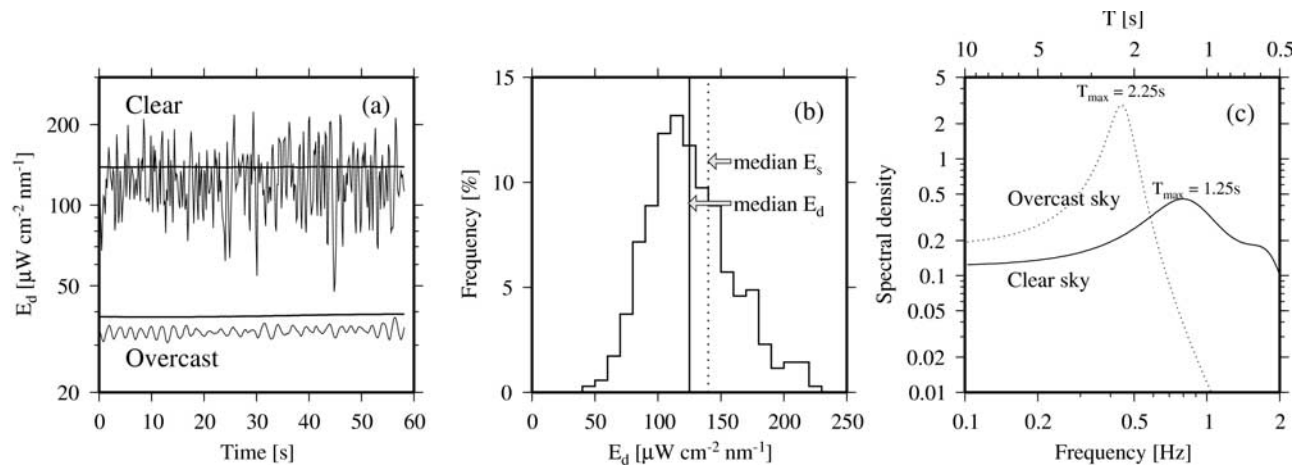 Clear
(a)
Overcast
200
100
50
20
E_d [µW cm⁻² nm⁻¹]
0 10 20 30 40 50 60
Time [s]
(b)
median E_s
median E_d
15
10
5
0
Frequency [%]
0 50 100 150 200 250
E_d [µW cm⁻² nm⁻¹]
T [s]
10 5 2 1 0.5
(c)
T_max = 2.25s
T_max = 1.25s
Overcast sky
Clear sky
5
2
1
0.5
0.2
0.1
0.05
0.02
0.01
Spectral density
0.1 0.2 0.5 1 2
Frequency [Hz]